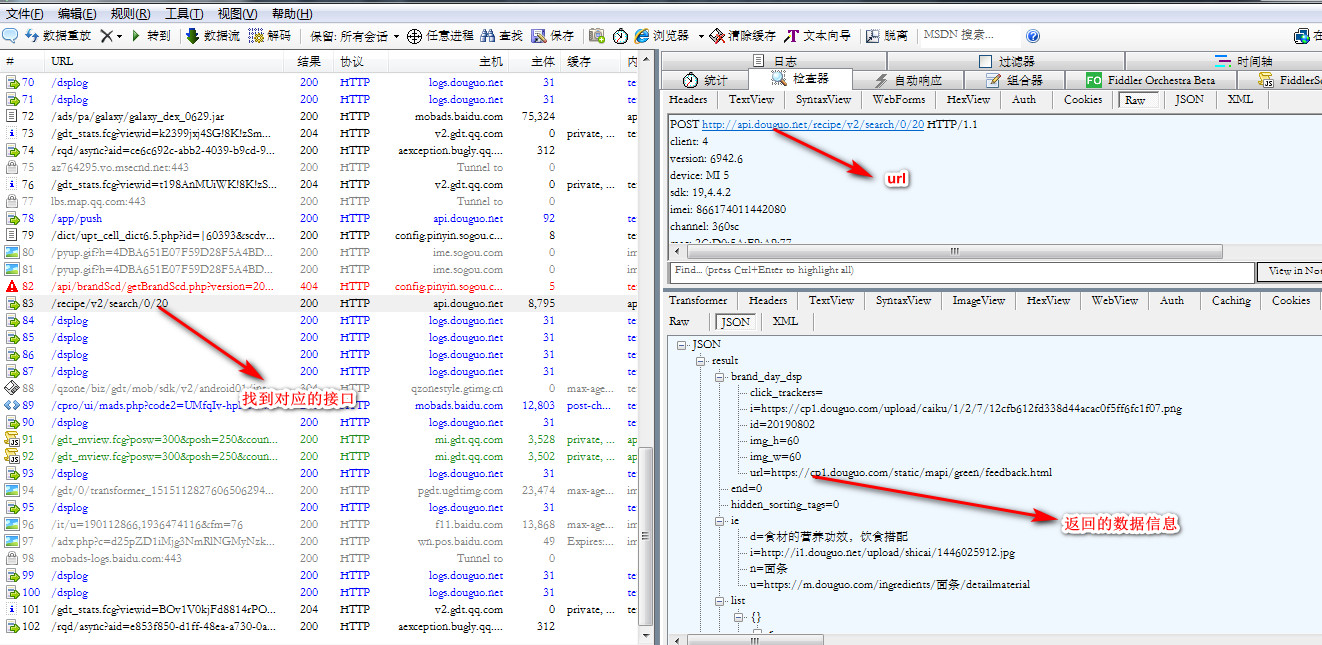 文件(F) 编辑(E) 规则(R) 工具(T) 视图(V) 帮助(H)
数据重放 转到 数据流 解码 保留: 所有会话 任意进程 查找 保存 浏览器 清除缓存 文本向导 脱离 MSDN 搜索...
# URL 结果 协议 主机 主体 缓存 内
70 /dsplog 200 HTTP logs.douguo.net 31 te
71 /dsplog 200 HTTP logs.douguo.net 31 te
72 /ads/pa/galaxy/galaxy_dex_0629.jar 200 HTTP mobads.baidu.com 75,324 ap
73 /gdt_stats.fcg?viewid=k2399jxj4SG!8K!zSm... 204 HTTP v2.gdt.qq.com 0 private, ... te
74 /rqd/async?aid=ce6c692c-abb2-4039-b9cd-9... 200 HTTP aexception.bugly.qq.... 312
75 az764295.vo.msecnd.net:443 200 HTTP Tunnel to 0
76 /gdt_stats.fcg?viewid=t198AnMUiWK!8K!zS... 204 HTTP v2.gdt.qq.com 0 private, ... te
77 lbs.map.qq.com:443 200 HTTP Tunnel to 0
78 /app/push 200 HTTP api.douguo.net 92 te
79 /dict/upt_cell_dict6.5.php?id=|60393&scdv... 200 HTTP config.pinyin.sogou.c... 8 te
80 /pyup.gif?h=4DBA651E07F59D28F5A4BD... 200 HTTP ime.sogou.com 0 im
81 /pyup.gif?h=4DBA651E07F59D28F5A4BD... 200 HTTP ime.sogou.com 0 im
82 /api/brandScd/getBrandScd.php?version=20... 404 HTTP config.pinyin.sogou.c... 5 te
83 /recipe/v2/search/0/20 200 HTTP api.douguo.net 8,795 ap
84 /dsplog 200 HTTP logs.douguo.net 31 te
85 /dsplog 200 HTTP logs.douguo.net 31 te
86 /dsplog 200 HTTP logs.douguo.net 31 te
87 /dsplog 200 HTTP logs.douguo.net 31 te
88 /qzone/biz/gdt/mob/sdk/v2/android01/ 304 HTTP qzonestyle.gtimg.cn 0 max-age...
89 /cpro/ui/mads.php?code2=UMfqIv-hp HTTP mobads.baidu.com 12,803 post-ch... ap
90 /dsplog 200 HTTP logs.douguo.net 31 te
91 /gdt_mview.fcg?posw=300&posh=250&coun... 200 HTTP mi.gdt.qq.com 3,528 private, ... ap
92 /gdt_mview.fcg?posw=300&posh=250&coun... 200 HTTP mi.gdt.qq.com 3,502 private, ... ap
93 /dsplog 200 HTTP logs.douguo.net 31 te
94 /gdt/0/transformer_1515112827606506294... 200 HTTP pgdt.ugdtimg.com 23,474 max-age... im
95 /dsplog 200 HTTP logs.douguo.net 31 te
96 /it/u=190112866,1936474116&fm=76 200 HTTP f11.baidu.com 13,868 max-age... im
97 /adx.php?c=d25pZD1iMjg3NmRlNGMyNzk... 200 HTTP wn.pos.baidu.com 49 Expires:... im
98 mobads-logs.baidu.com:443 200 HTTP Tunnel to 0
99 /dsplog 200 HTTP logs.douguo.net 31 te
100 /dsplog 200 HTTP logs.douguo.net 31 te
101 /gdt_stats.fcg?viewid=BOv1V0kjFd8814rPO... 204 HTTP v2.gdt.qq.com 0 private, ... te
102 /rqd/async?aid=e853f850-d1ff-48ea-a730-0a... 200 HTTP aexception.bugly.qq.... 312
找到对应的接口
日志 过滤器 时间轴
统计 检查器 自动响应 组合器 FO Fiddler Orchestra Beta FiddlerSc
Headers TextView SyntaxView WebForms HexView Auth Cookies Raw JSON XML
POST http://api.douguo.net/recipe/v2/search/0/20 HTTP/1.1
client: 4
version: 6942.6
device: MI 5
sdk: 19,4.4.2
imei: 866174011442080
channel: 360sc
url
Find... (press Ctrl+Enter to highlight all) View in No
Transformer Headers TextView SyntaxView ImageView HexView WebView Auth Caching Cookies
Raw JSON XML
JSON
result
brand_day_dsp
click_trackers=
i=https://cp1.douguo.com/upload/caiku/1/2/7/12cfb612fd338d44acac0f5ff6fc1f07.png
id=20190802
img_h=60
img_w=60
url=https://cp1.douguo.com/static/mapi/green/feedback.html
end=0
hidden_sorting_tags=0
ie
d=食材的营养功效，饮食搭配
i=http://i1.douguo.net/upload/shicai/1446025912.jpg
n=面条
u=https://m.douguo.com/ingredients/面条/detailmaterial
list
{}
返回的数据信息